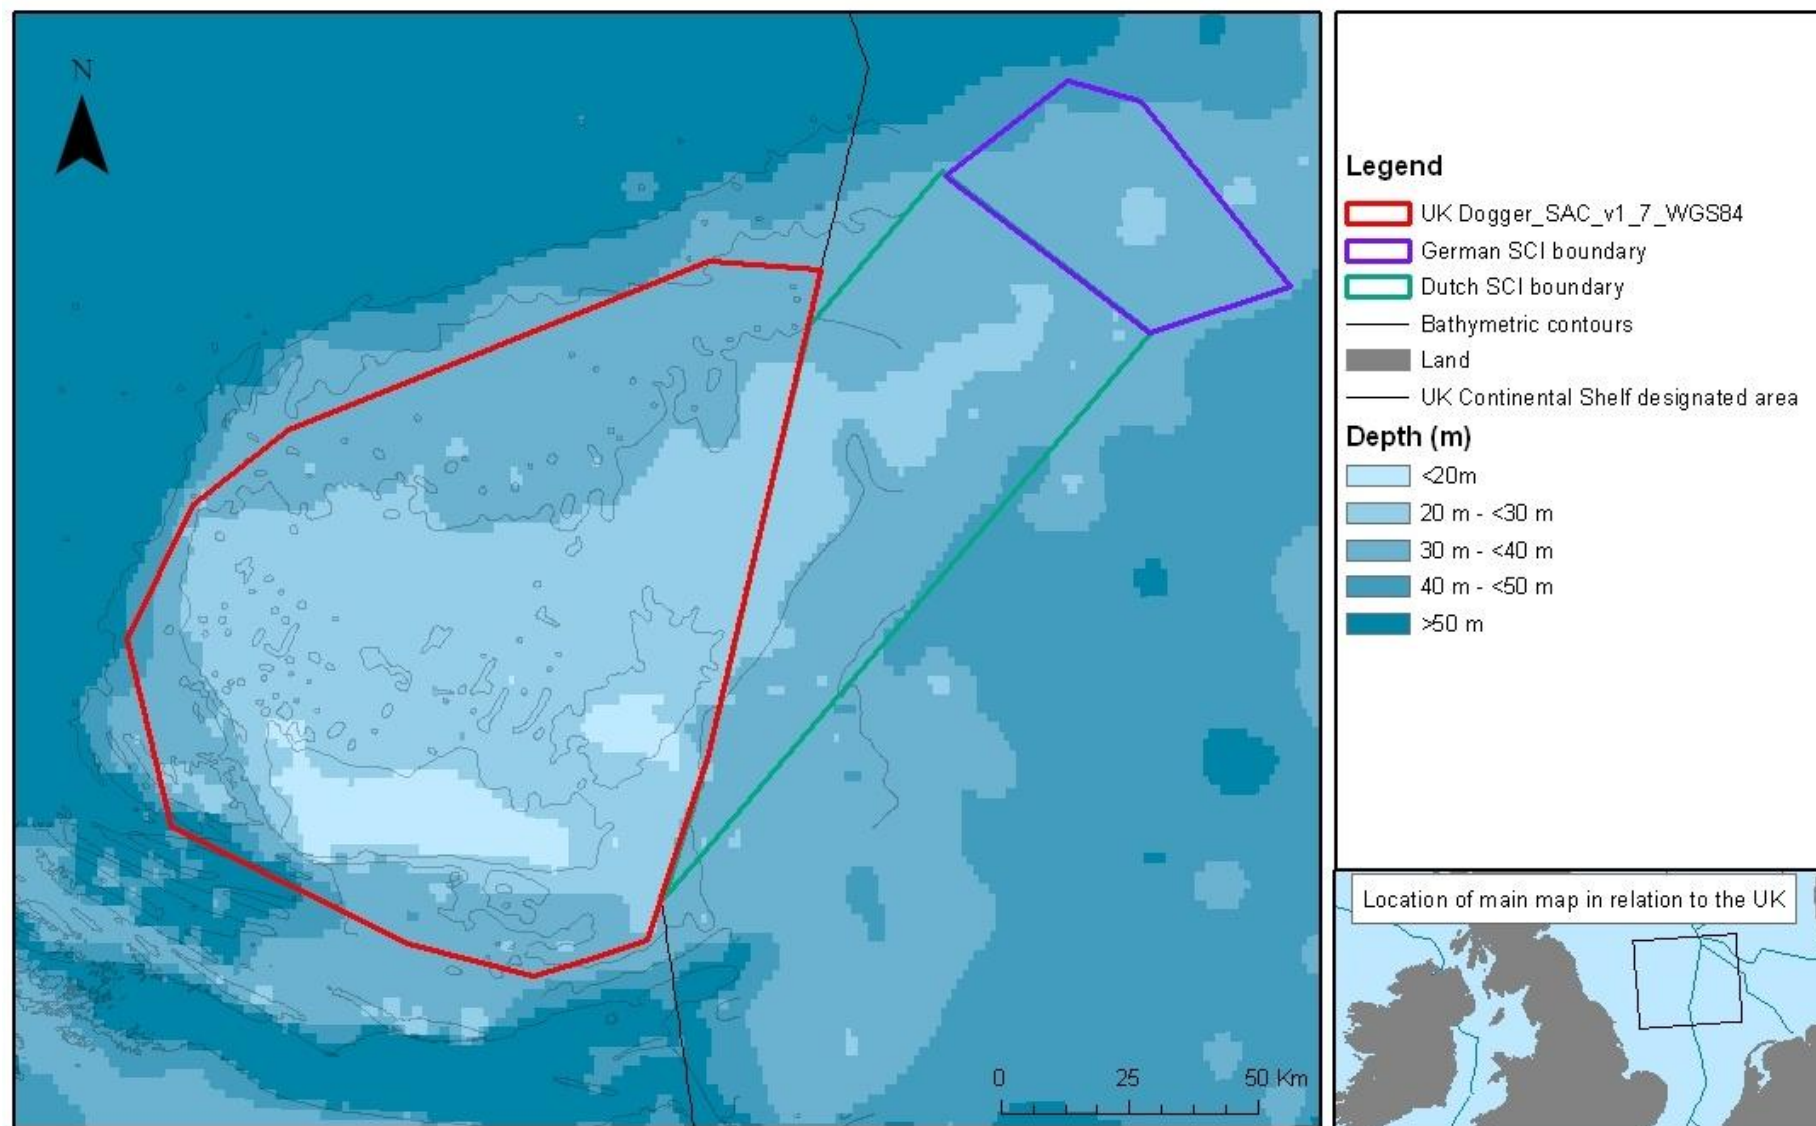 N
Legend
UK Dogger_SAC_v1_7_WGS84
German SCI boundary
Dutch SCI boundary
Bathymetric contours
Land
UK Continental Shelf designated area
Depth (m)
<20m
20 m - <30 m
30 m - <40 m
40 m - <50 m
>50 m
Location of main map in relation to the UK
0 25 50 Km